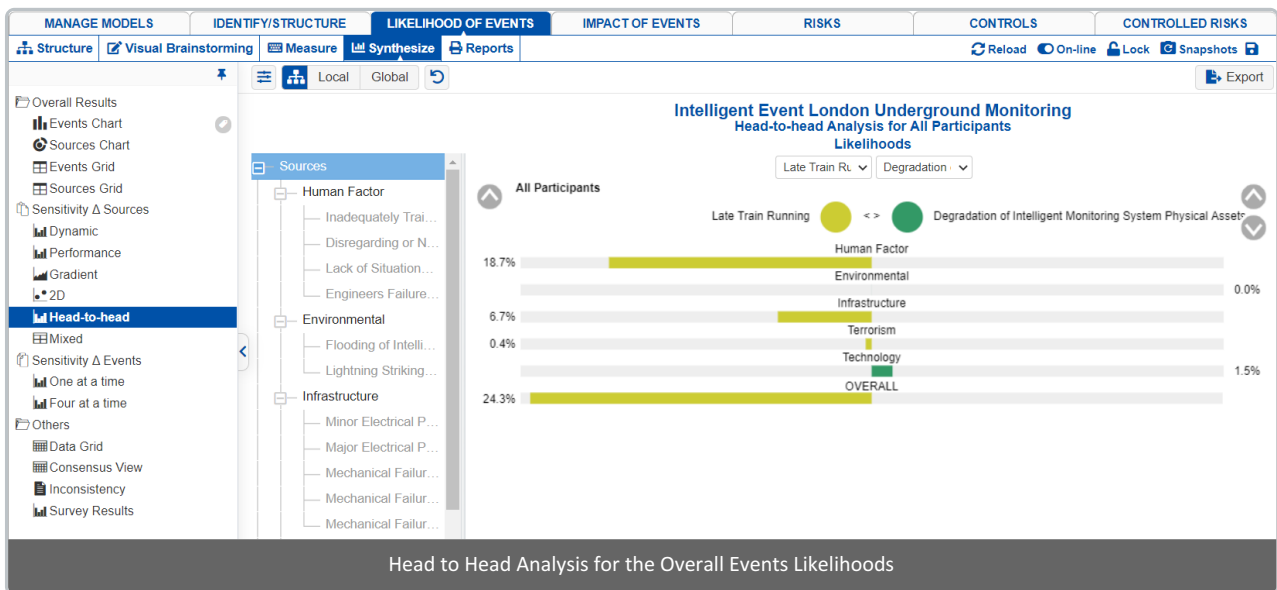 MANAGE MODELS IDENTIFY/STRUCTURE LIKELIHOOD OF EVENTS IMPACT OF EVENTS RISKS CONTROLS CONTROLLED RISKS
Structure Visual Brainstorming Measure Synthesize Reports Reload On-line Lock Snapshots
Local Global Export
Overall Results
Events Chart
Sources Chart
Events Grid
Sources Grid
Sensitivity Δ Sources
Dynamic
Performance
Gradient
2D
Head-to-head
Mixed
Sensitivity Δ Events
One at a time
Four at a time
Others
Data Grid
Consensus View
Inconsistency
Survey Results
Sources
Human Factor
Inadequately Trai...
Disregarding or N...
Lack of Situation...
Engineers Failure...
Environmental
Flooding of Intelli...
Lightning Striking...
Infrastructure
Minor Electrical P...
Major Electrical P...
Mechanical Failur...
Mechanical Failur...
Mechanical Failur...
Intelligent Event London Underground Monitoring
Head-to-head Analysis for All Participants
Likelihoods
Late Train Ru Degradation
All Participants
Late Train Running <> Degradation of Intelligent Monitoring System Physical Assets
Human Factor
18.7%
Environmental
0.0%
Infrastructure
6.7%
Terrorism
0.4%
Technology
1.5%
OVERALL
24.3%
Head to Head Analysis for the Overall Events Likelihoods